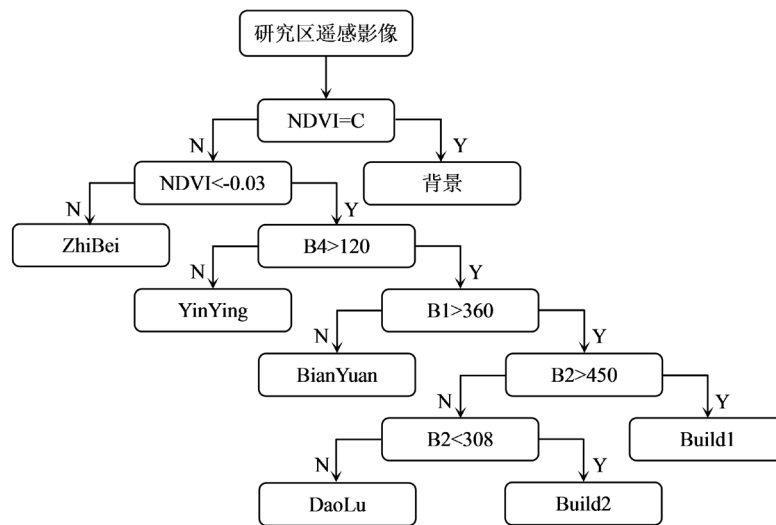 研究区遥感影像
NDVI=C
N
Y
NDVI<-0.03
背景
N
Y
ZhiBei
B4>120
N
Y
YinYing
B1>360
N
Y
BianYuan
B2>450
N
Y
B2<308
Build1
N
Y
DaoLu
Build2